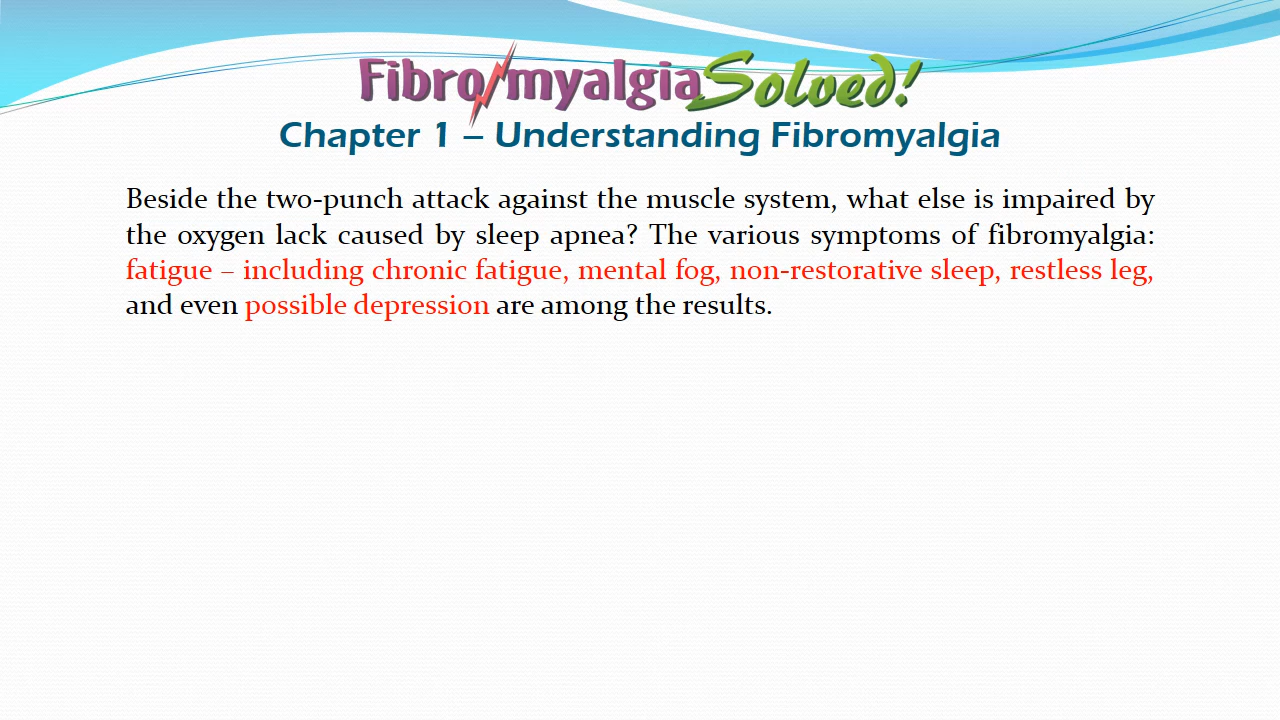 Fibromyalgia Solved!
Chapter 1 – Understanding Fibromyalgia
Beside the two-punch attack against the muscle system, what else is impaired by
the oxygen lack caused by sleep apnea? The various symptoms of fibromyalgia:
fatigue – including chronic fatigue, mental fog, non-restorative sleep, restless leg,
and even possible depression are among the results.